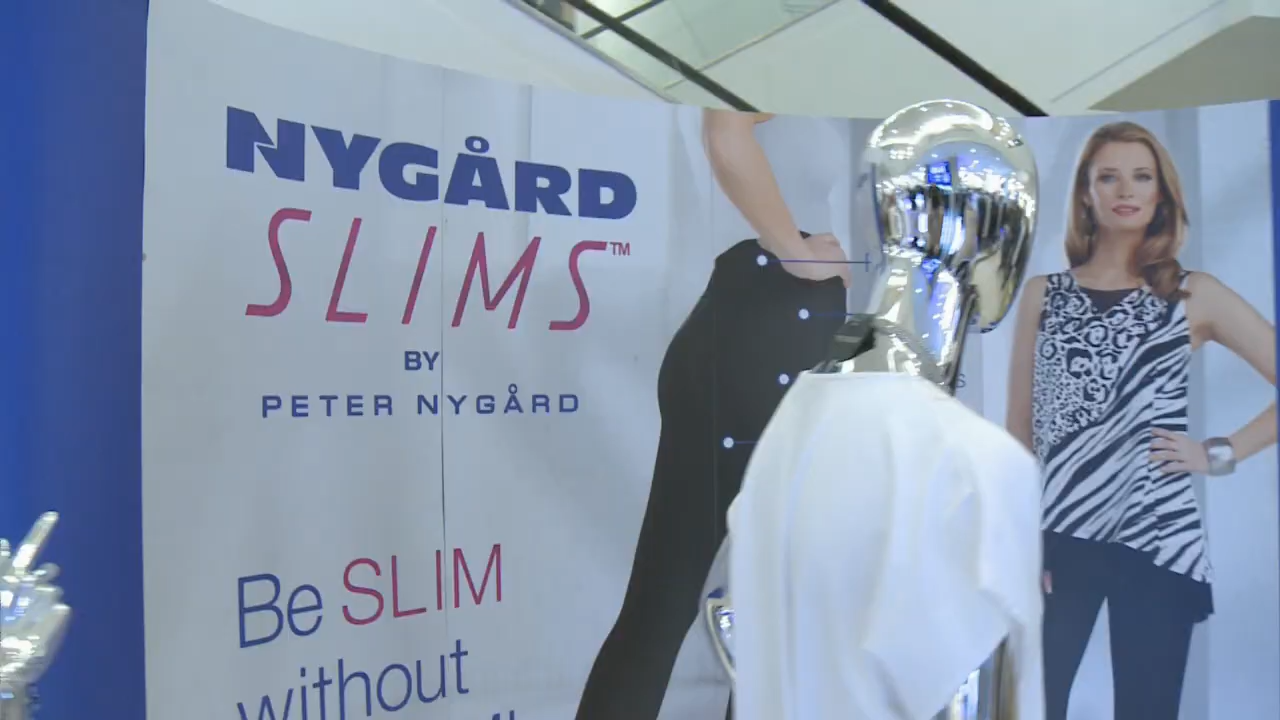 NYGÅRD
SLIMS™
BY
PETER NYGÅRD
Be SLIM
without